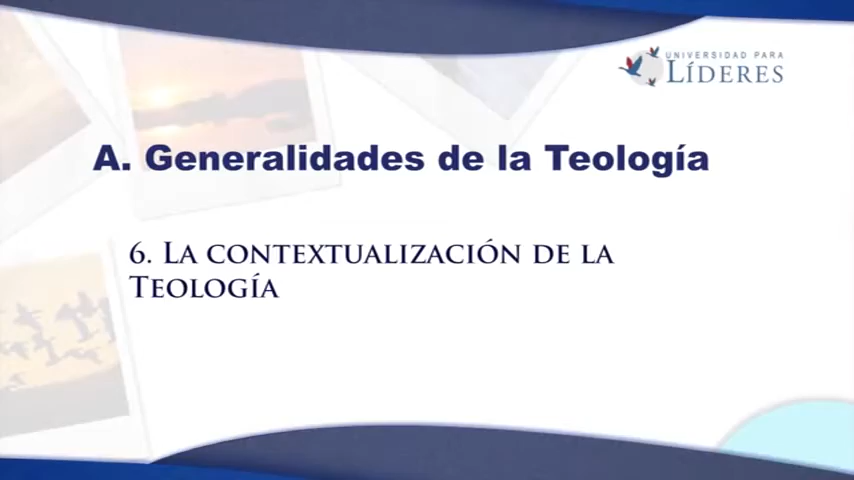 UNIVERSIDAD PARA
LÍDERES
A. Generalidades de la Teología
6. La contextualización de la
Teología